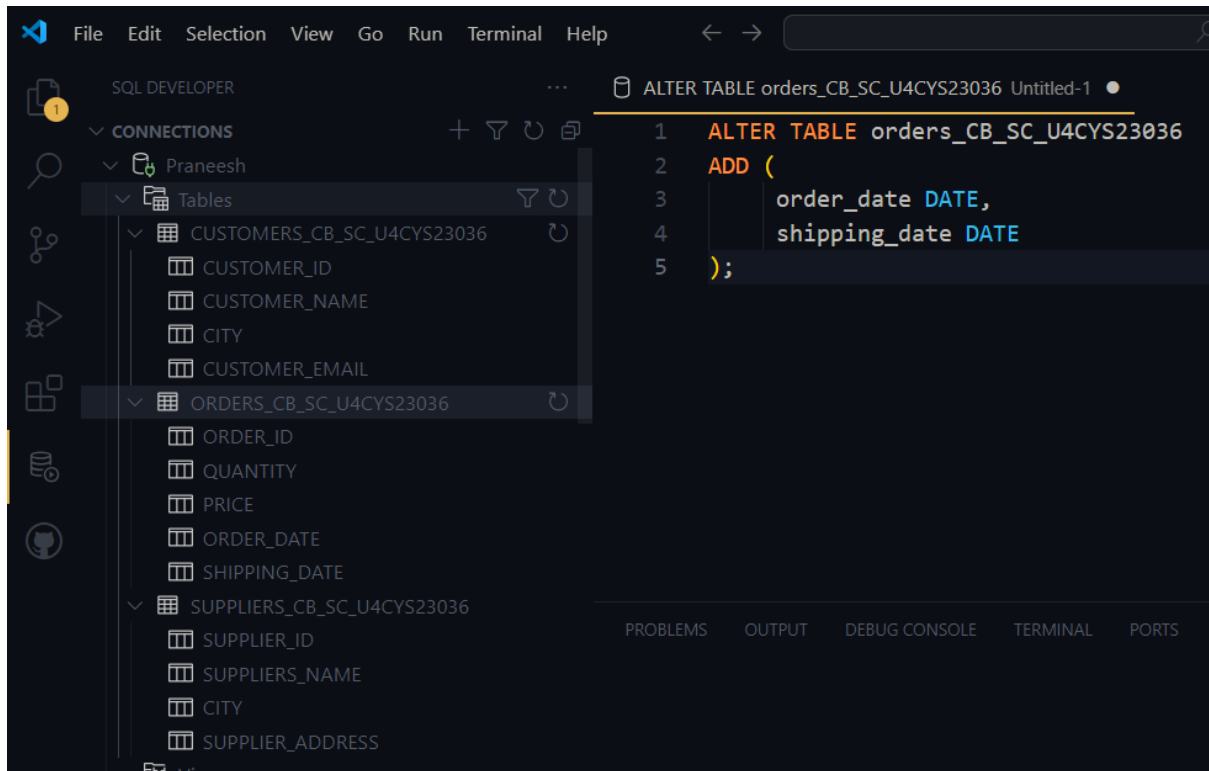 File Edit Selection View Go Run Terminal Help
1
SQL DEVELOPER
CONNECTIONS
Praneesh
Tables
CUSTOMERS_CB_SC_U4CYS23036
CUSTOMER_ID
CUSTOMER_NAME
CITY
CUSTOMER_EMAIL
ORDERS_CB_SC_U4CYS23036
ORDER_ID
QUANTITY
PRICE
ORDER_DATE
SHIPPING_DATE
SUPPLIERS_CB_SC_U4CYS23036
SUPPLIER_ID
SUPPLIERS_NAME
CITY
SUPPLIER_ADDRESS
ALTER TABLE orders_CB_SC_U4CYS23036 Untitled-1
1 ALTER TABLE orders_CB_SC_U4CYS23036
2 ADD (
3 order_date DATE,
4 shipping_date DATE
5 );
PROBLEMS OUTPUT DEBUG CONSOLE TERMINAL PORTS